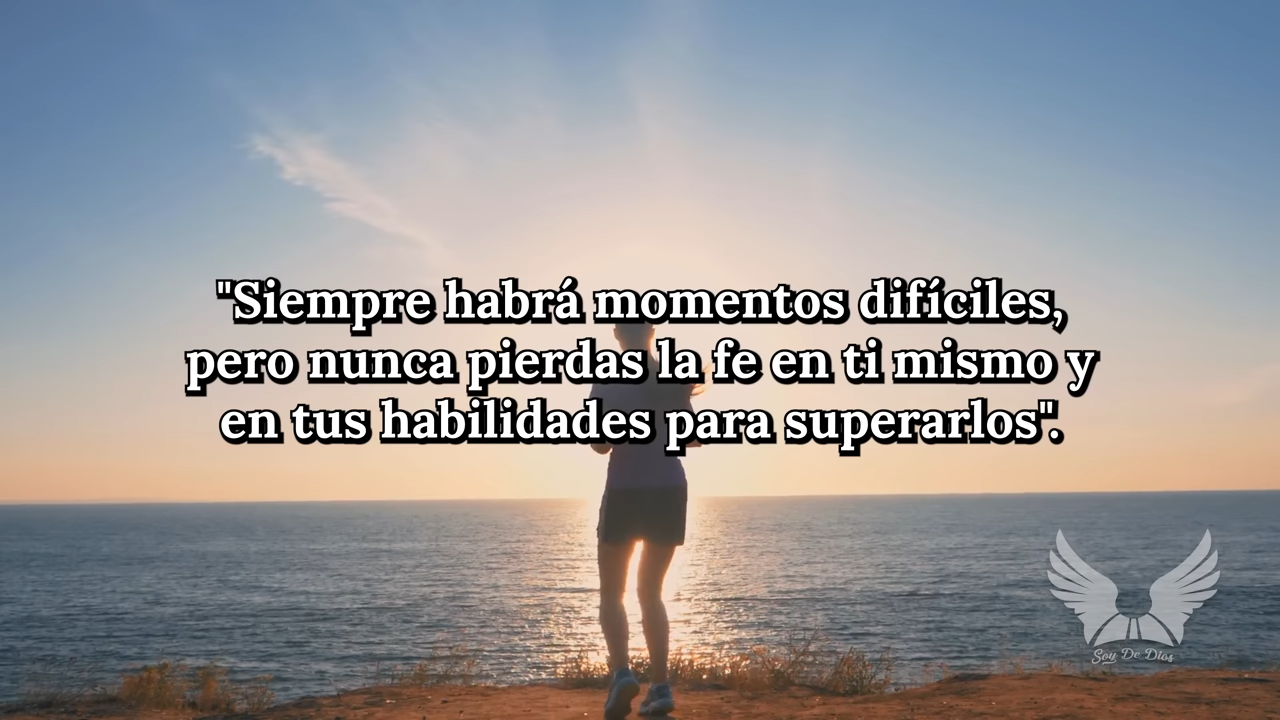 "Siempre habrá momentos difíciles,
pero nunca pierdas la fe en ti mismo y
en tus habilidades para superarlos".
Soy De Dios